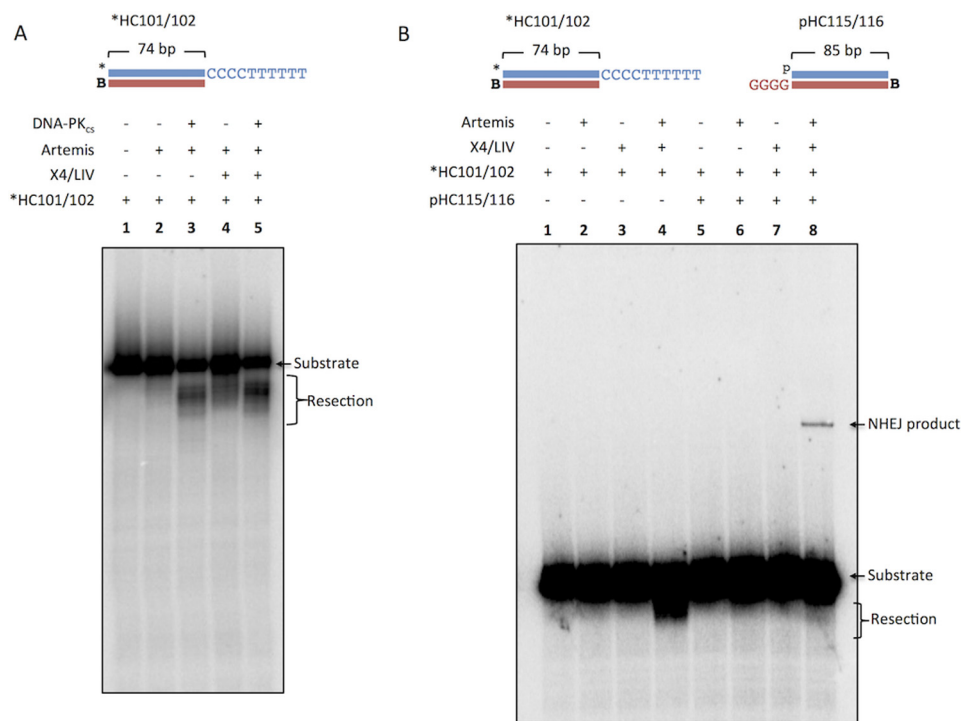 A
*HC101/102
74 bp
*
B
CCCCTTTTTT
DNA-PKcs - - + - +
Artemis - + + + +
X4/LIV - - - + +
*HC101/102 + + + + +
1 2 3 4 5
Substrate
Resection
B
*HC101/102
74 bp
*
B
CCCCTTTTTT
pHC115/116
85 bp
p
GGGG
B
Artemis - + - + - + - +
X4/LIV - - + + - - + +
*HC101/102 + + + + + + + +
pHC115/116 - - - - + + + +
1 2 3 4 5 6 7 8
NHEJ product
Substrate
Resection